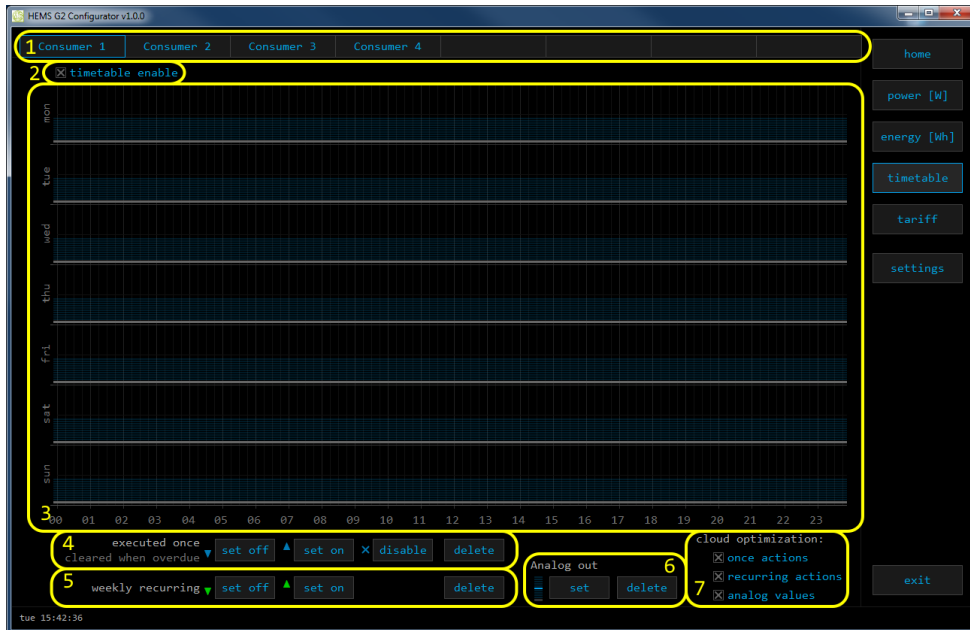 HEMS G2 Configurator v1.0.0
1 Consumer 1 Consumer 2 Consumer 3 Consumer 4
home
2 timetable enable
power [W]
mon
energy [Wh]
tue
timetable
wed
tariff
thu
settings
fri
sat
sun
3
00 01 02 03 04 05 06 07 08 09 10 11 12 13 14 15 16 17 18 19 20 21 22 23
4 executed once
cleared when overdue set off set on disable delete
5 weekly recurring set off set on delete
Analog out 6
set delete
cloud optimization:
once actions
recurring actions
7 analog values
exit
tue 15:42:36